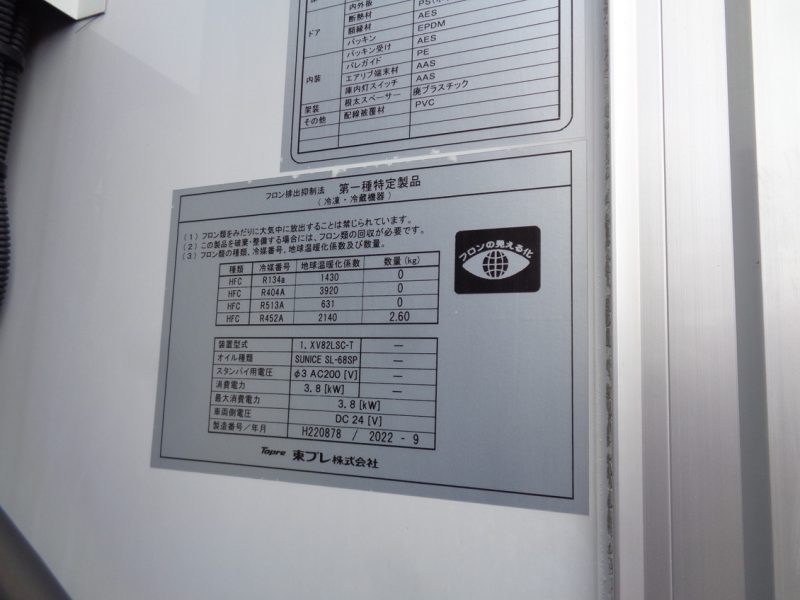 内外板
断熱材 AES
ドア 額縁材 EPDM
パッキン AES
パッキン受け PE
内装 バレガイド AAS
エアリブ端末材 AAS
庫内灯スイッチ 廃プラスチック
架装 根太スペーサー PVC
その他 配線被覆材
フロン排出抑制法 第一種特定製品
(冷凍・冷蔵機器)
(1) フロン類をみだりに大気中に放出することは禁じられています。
(2) この製品を廃棄・整備する場合には、フロン類の回収が必要です。
(3) フロン類の種類、冷媒番号、地球温暖化係数及び数量。
フロンの見える化
種類 冷媒番号 地球温暖化係数 数量(kg)
HFC R134a 1430 0
HFC R404A 3920 0
HFC R513A 631 0
HFC R452A 2140 2.60
装置型式 1. XV82LSC-T —
オイル種類 SUNICE SL-68SP —
スタンバイ用電圧 φ3 AC200 [V] —
消費電力 3.8 [kW] —
最大消費電力 3.8 [kW]
車両側電圧 DC 24 [V]
製造番号/年月 H220878 / 2022 - 9
Topre 東プレ株式会社